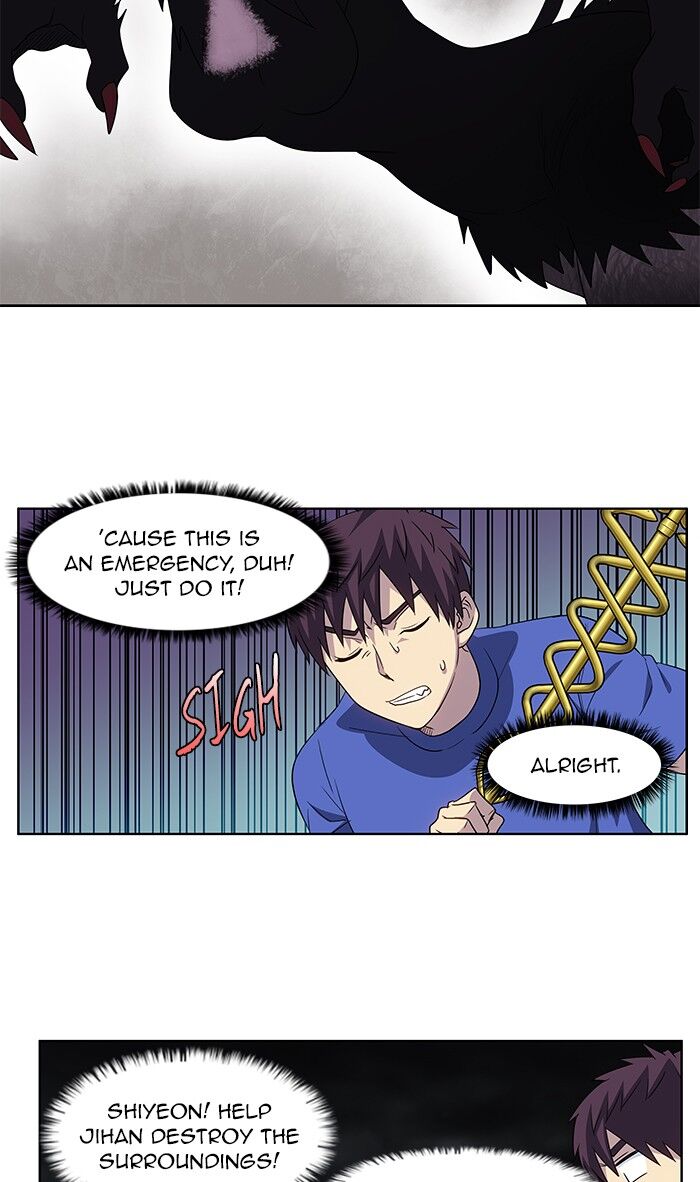 'CAUSE THIS IS
AN EMERGENCY, DUH!
JUST DO IT!
SIGH
ALRIGHT.
SHIYEON! HELP
JIHAN DESTROY THE
SURROUNDINGS!